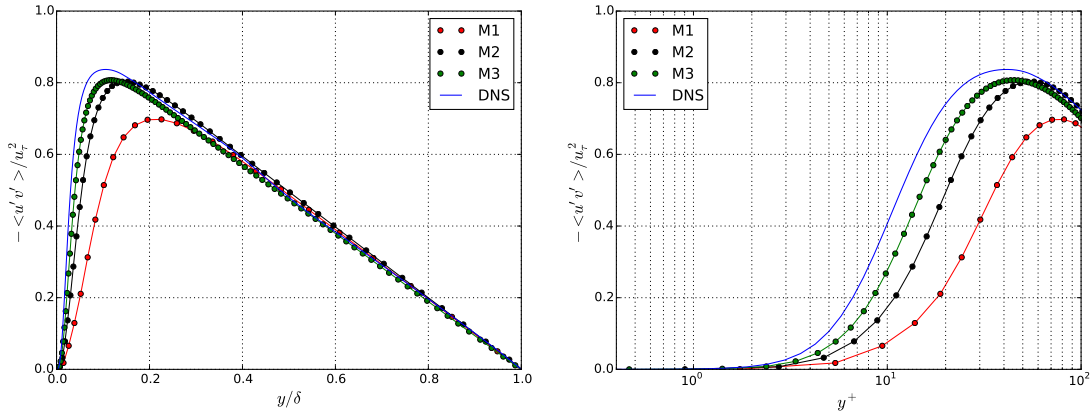 1.0
0.8
0.6
0.4
0.2
0.0
0.0 0.2 0.4 0.6 0.8 1.0
y/δ
− < u′ v′ > /u_τ^2
M1
M2
M3
DNS
1.0
0.8
0.6
0.4
0.2
0.0
10^0 10^1 10^2
y^+
− < u′ v′ > /u_τ^2
M1
M2
M3
DNS